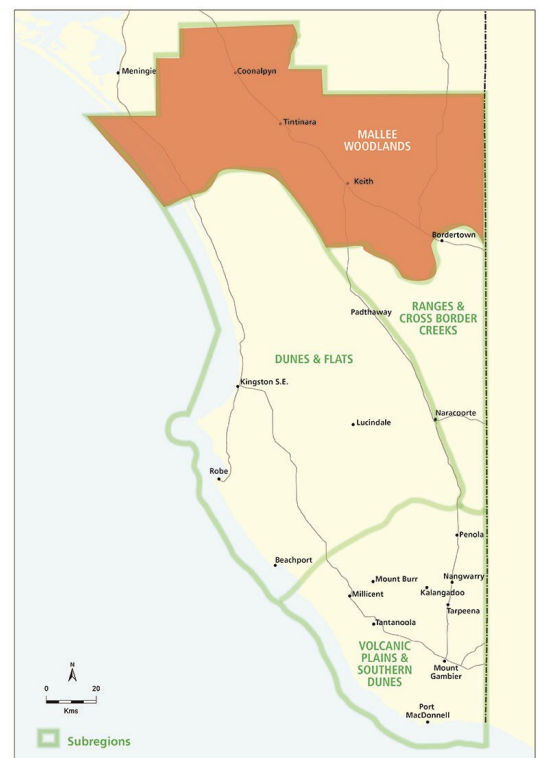 Meningie
Coonalpyn
Tintinara
MALLEE
WOODLANDS
Keith
Bordertown
Padthaway
RANGES &
CROSS BORDER
CREEKS
DUNES & FLATS
Kingston S.E.
Lucindale
Naracoorte
Robe
Penola
Beachport
Mount Burr
Nangwarry
Kalangadoo
Millicent
Tarpeena
Tantanoola
VOLCANIC
PLAINS &
SOUTHERN
DUNES
Mount
Gambier
Port
MacDonnell
N
0 20
Kms
Subregions